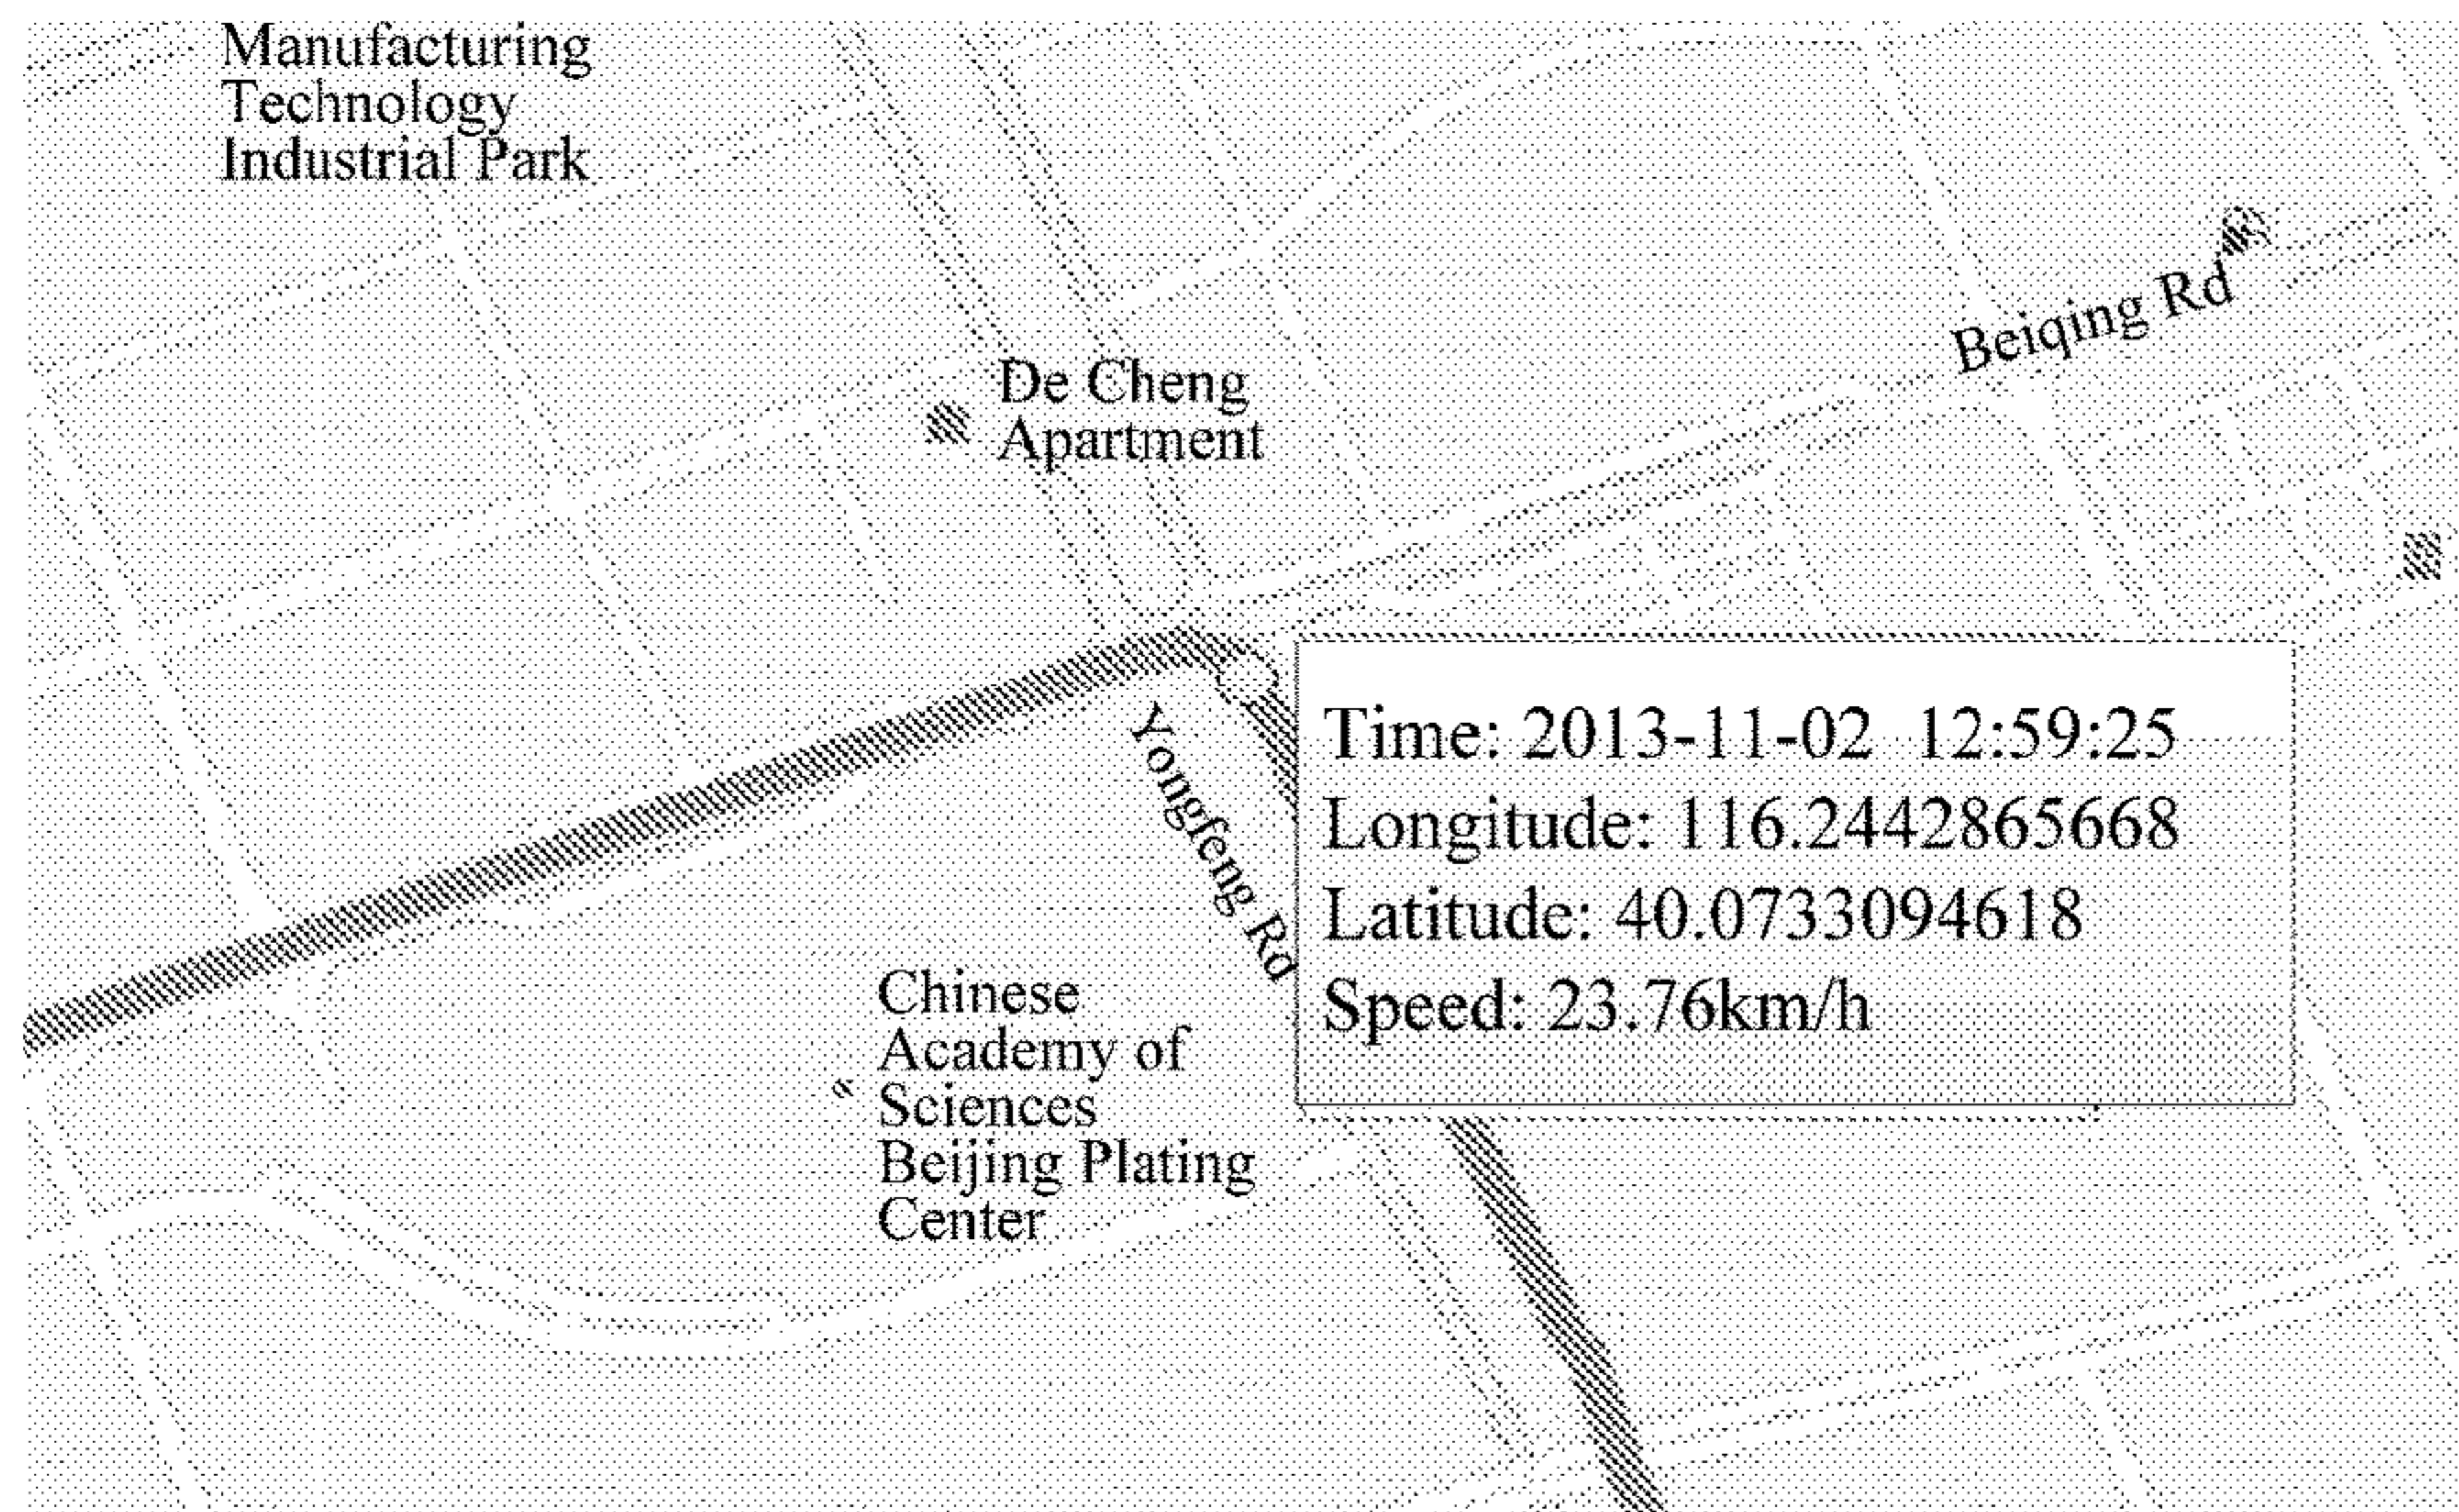 Manufacturing
Technology
Industrial Park
Beiqing Rd
De Cheng
Apartment
Yongfeng Rd
Time: 2013-11-02 12:59:25
Longitude: 116.2442865668
Latitude: 40.0733094618
Speed: 23.76km/h
Chinese
Academy of
Sciences
Beijing Plating
Center